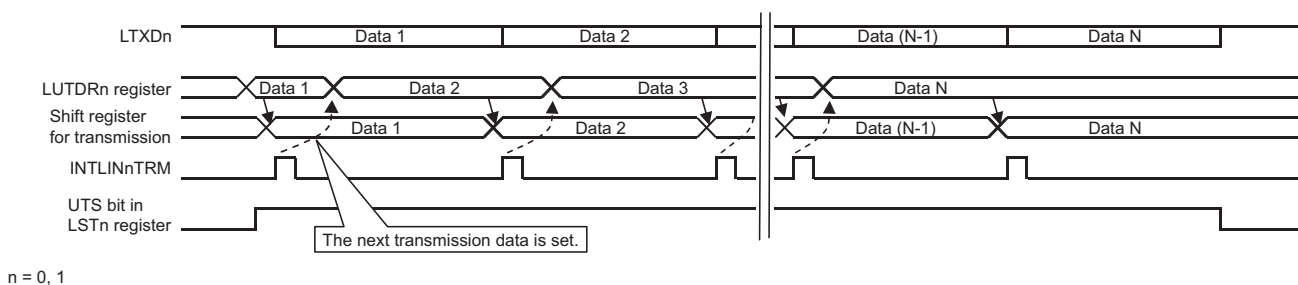 LTXDn
Data 1
Data 2
Data (N-1)
Data N
LUTDRn register
Data 1
Data 2
Data 3
Data N
Shift register
for transmission
Data 1
Data 2
Data (N-1)
Data N
INTLINnTRM
UTS bit in
LSTn register
The next transmission data is set.
n = 0, 1